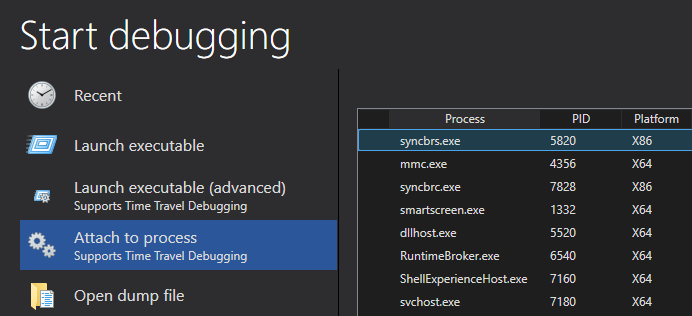 Start debugging
Recent
Launch executable
Launch executable (advanced)
Supports Time Travel Debugging
Attach to process
Supports Time Travel Debugging
Open dump file
Process PID Platform
syncbrs.exe 5820 X86
mmc.exe 4356 X64
syncbrc.exe 7828 X86
smartscreen.exe 1332 X64
dllhost.exe 5520 X64
RuntimeBroker.exe 6540 X64
ShellExperienceHost.exe 7160 X64
svchost.exe 7180 X64